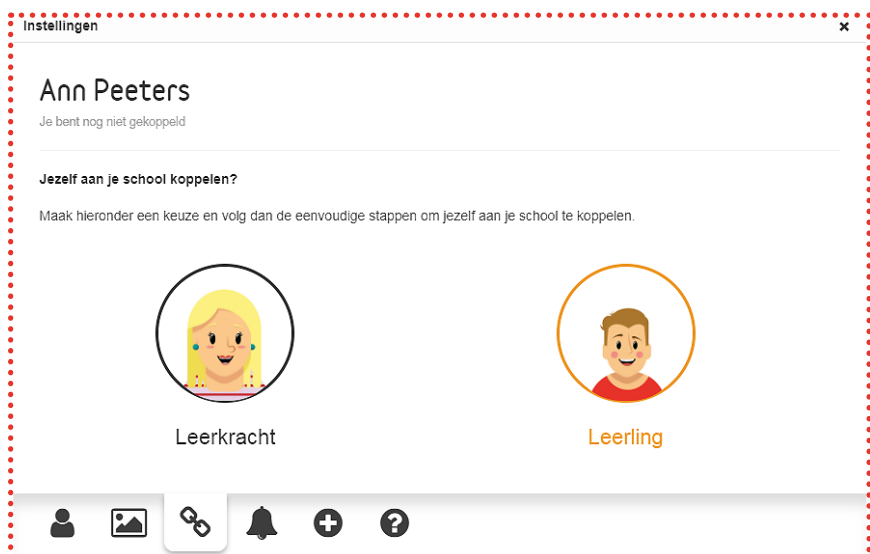 Instellingen
Ann Peeters
Je bent nog niet gekoppeld
Jezelf aan je school koppelen?
Maak hieronder een keuze en volg dan de eenvoudige stappen om jezelf aan je school te koppelen.
Leerkracht
Leerling